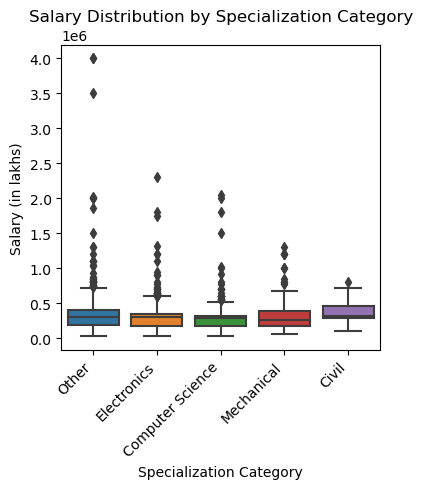 Salary Distribution by Specialization Category
1e6
4.0
3.5
3.0
2.5
2.0
1.5
1.0
0.5
0.0
Salary (in lakhs)
Other
Electronics
Computer Science
Mechanical
Civil
Specialization Category